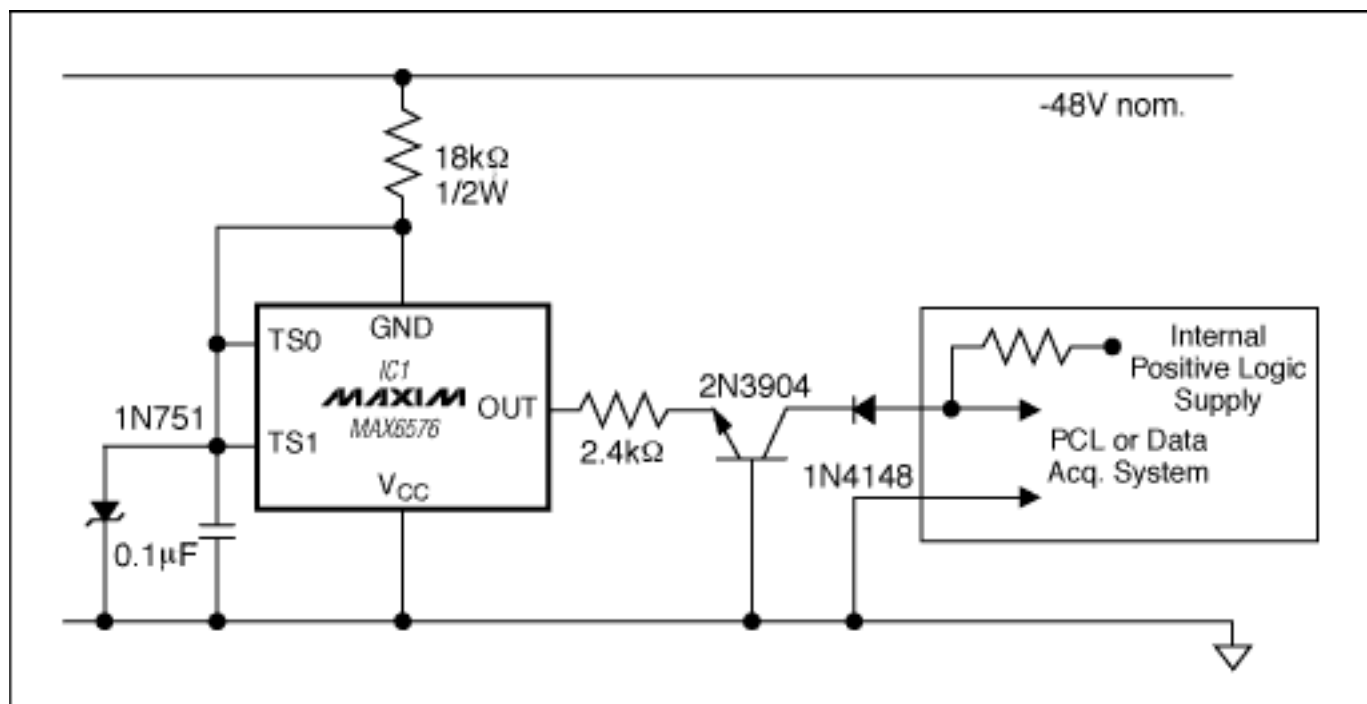 -48V nom.
18kΩ
1/2W
TS0
GND
IC1
MAXIM
MAX6576
OUT
1N751
TS1
VCC
0.1µF
2.4kΩ
2N3904
1N4148
Internal
Positive Logic
Supply
PCL or Data
Acq. System